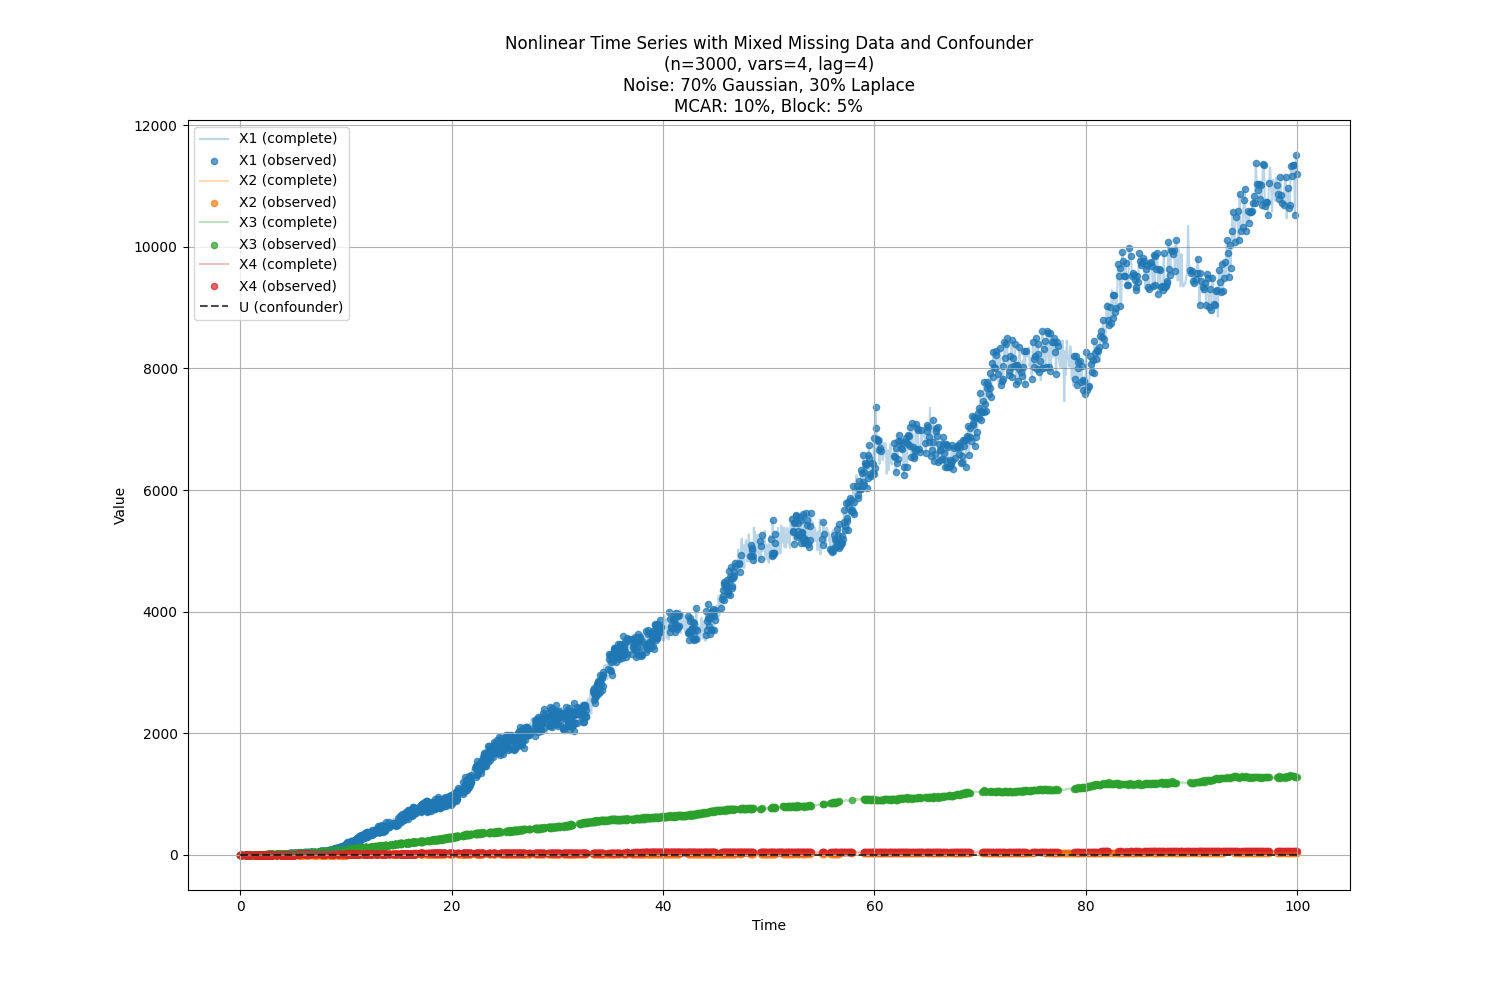 Nonlinear Time Series with Mixed Missing Data and Confounder
(n=3000, vars=4, lag=4)
Noise: 70% Gaussian, 30% Laplace
MCAR: 10%, Block: 5%
X1 (complete)
X1 (observed)
X2 (complete)
X2 (observed)
X3 (complete)
X3 (observed)
X4 (complete)
X4 (observed)
U (confounder)
12000
10000
8000
6000
4000
2000
0
Value
0 20 40 60 80 100
Time